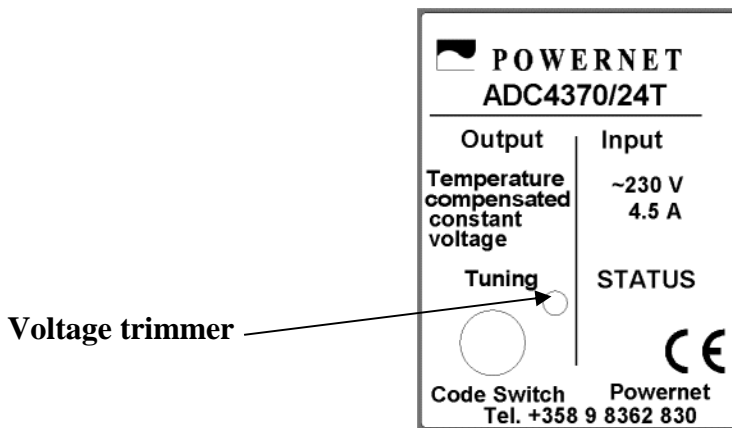 POWERNET
ADC4370/24T
Output
Input
Temperature
compensated
constant
voltage
~230 V
4.5 A
Tuning
STATUS
Voltage trimmer
CE
Code Switch
Powernet
Tel. +358 9 8362 830